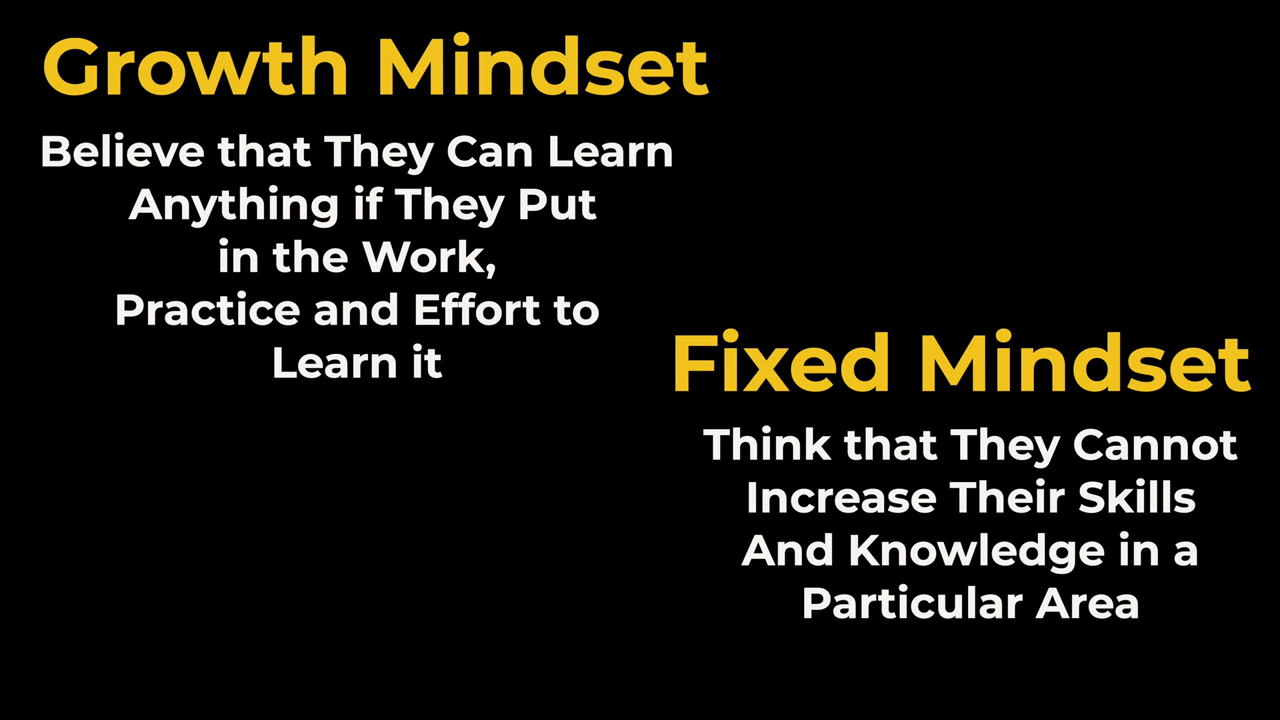 Growth Mindset
Believe that They Can Learn
Anything if They Put
in the Work,
Practice and Effort to
Learn it
Fixed Mindset
Think that They Cannot
Increase Their Skills
And Knowledge in a
Particular Area